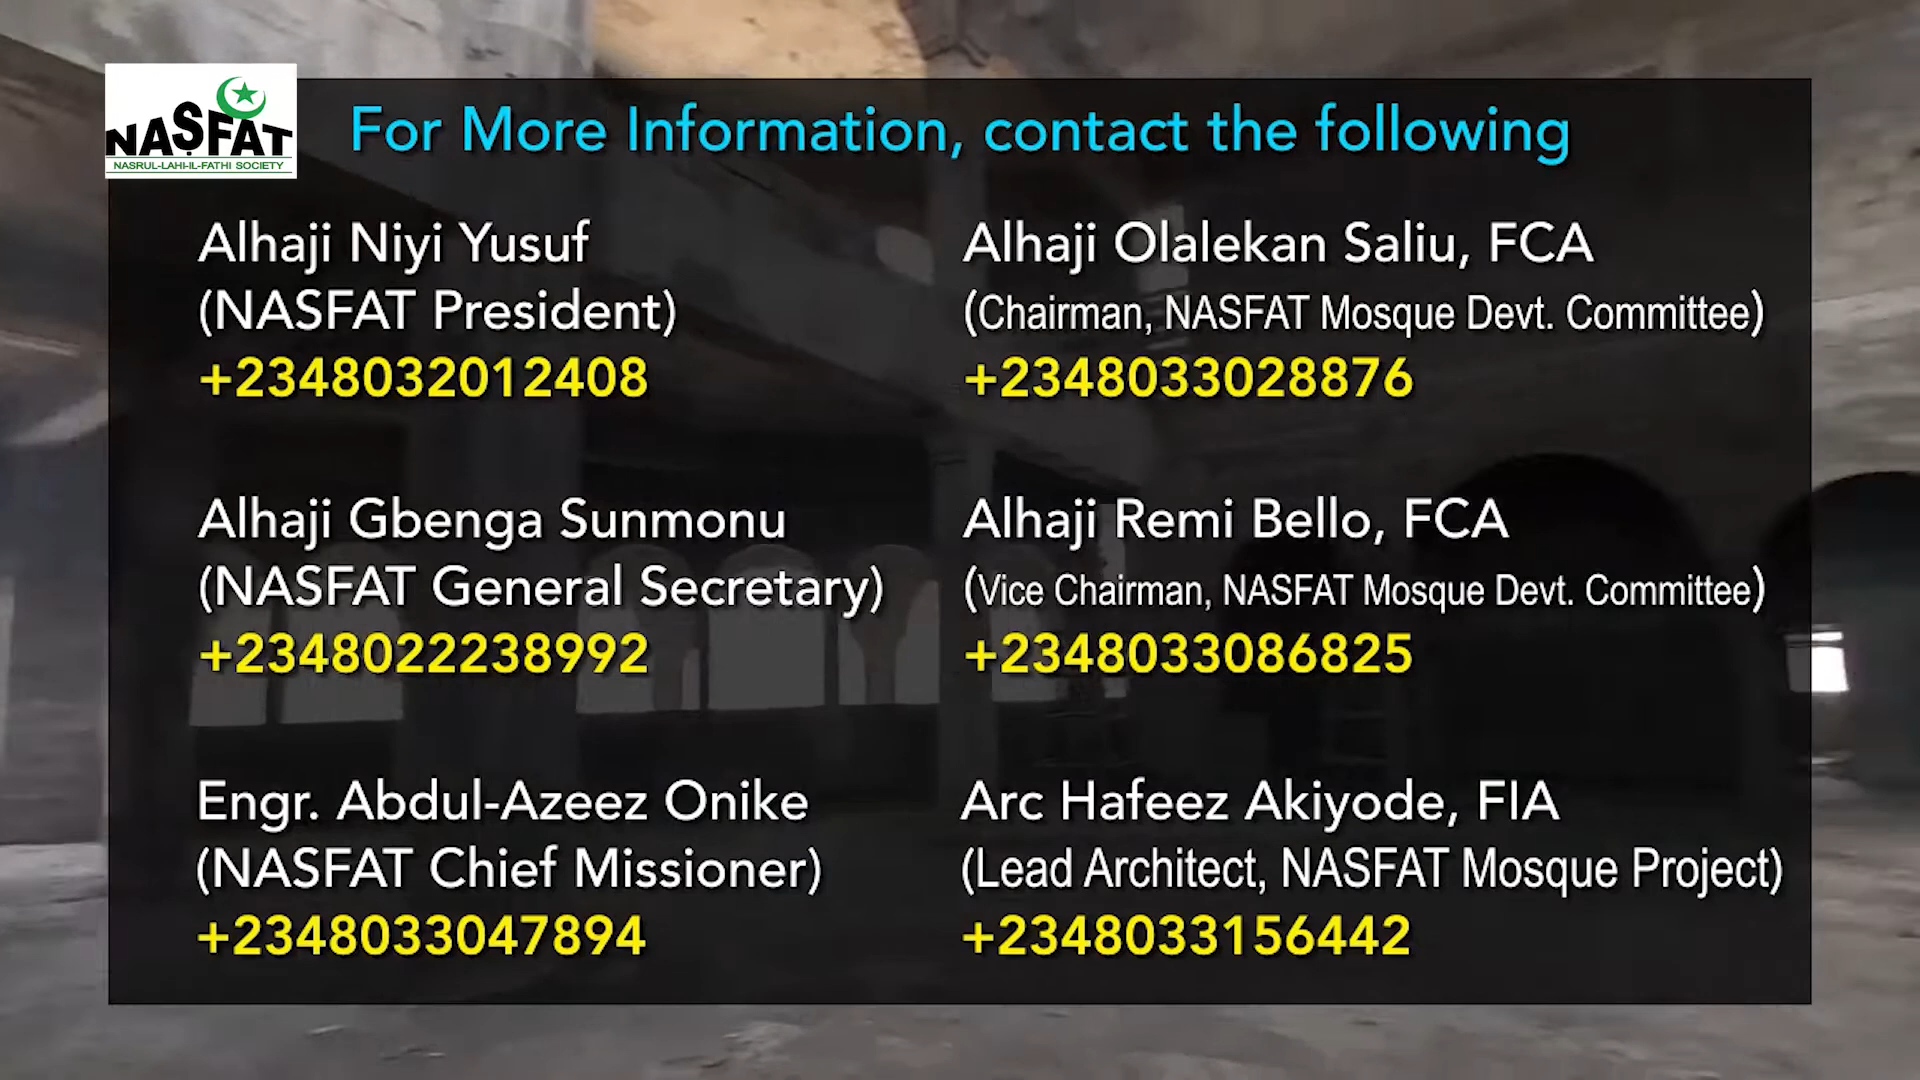 NASFAT
NASRUL-LAHI-IL-FATHI SOCIETY
For More Information, contact the following
Alhaji Niyi Yusuf
(NASFAT President)
+2348032012408
Alhaji Olalekan Saliu, FCA
(Chairman, NASFAT Mosque Devt. Committee)
+2348033028876
Alhaji Gbenga Sunmonu
(NASFAT General Secretary)
+2348022238992
Alhaji Remi Bello, FCA
(Vice Chairman, NASFAT Mosque Devt. Committee)
+2348033086825
Engr. Abdul-Azeez Onike
(NASFAT Chief Missioner)
+2348033047894
Arc Hafeez Akiyode, FIA
(Lead Architect, NASFAT Mosque Project)
+2348033156442